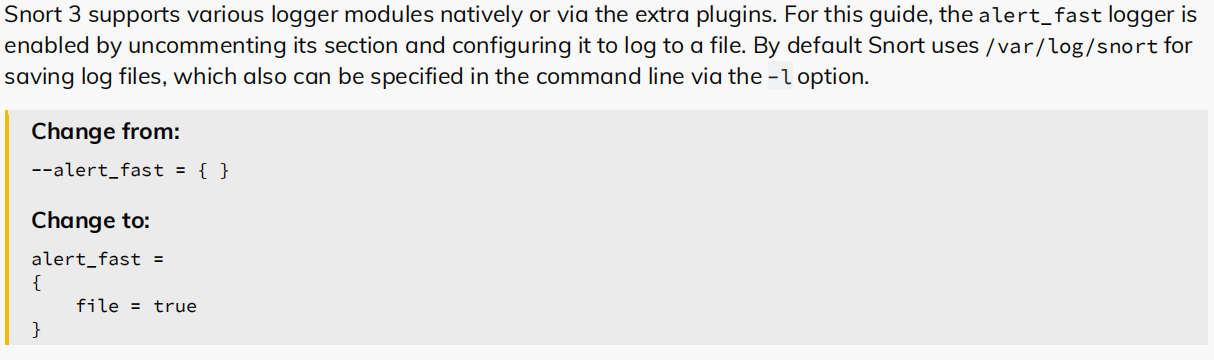 Snort 3 supports various logger modules natively or via the extra plugins. For this guide, the alert_fast logger is
enabled by uncommenting its section and configuring it to log to a file. By default Snort uses /var/log/snort for
saving log files, which also can be specified in the command line via the -l option.
Change from:
--alert_fast = { }
Change to:
alert_fast =
{
    file = true
}